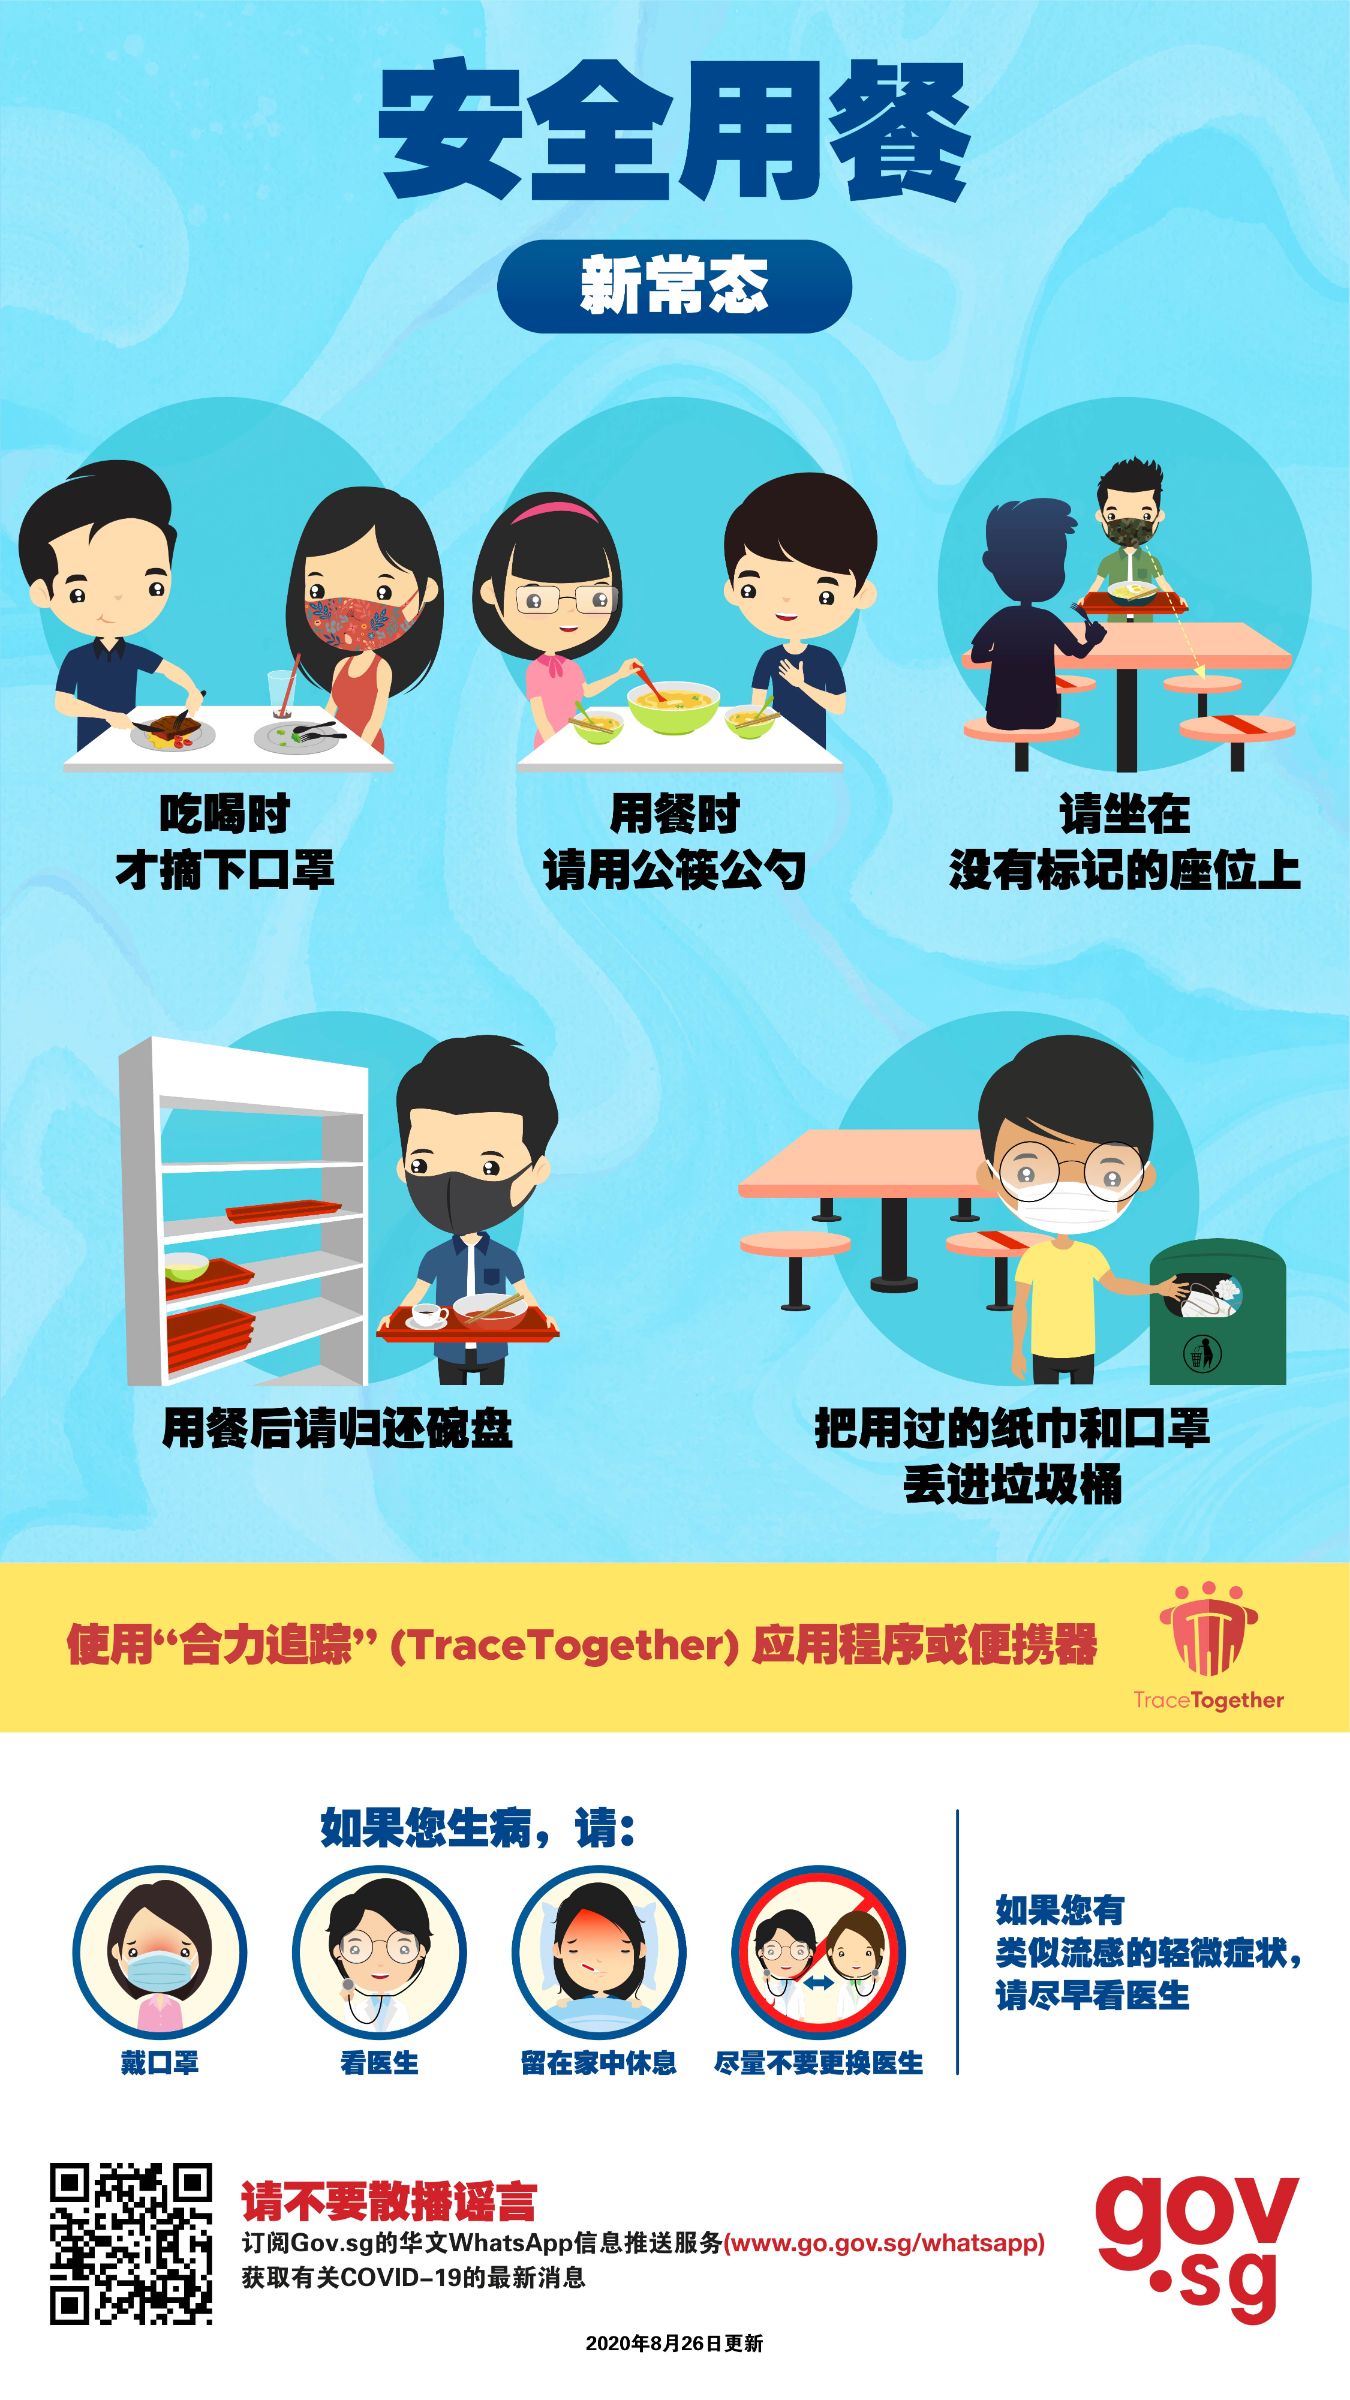 安全用餐
新常态
吃喝时
才摘下口罩
用餐时
请用公筷公勺
请坐在
没有标记的座位上
用餐后请归还碗盘
把用过的纸巾和口罩
丢进垃圾桶
使用“合力追踪” (TraceTogether) 应用程序或便携器
TraceTogether
如果您生病，请：
戴口罩
看医生
留在家中休息
尽量不要更换医生
如果您有
类似流感的轻微症状，
请尽早看医生
请不要散播谣言
订阅Gov.sg的华文WhatsApp信息推送服务(www.go.gov.sg/whatsapp)
获取有关COVID-19的最新消息
gov
.sg
2020年8月26日更新